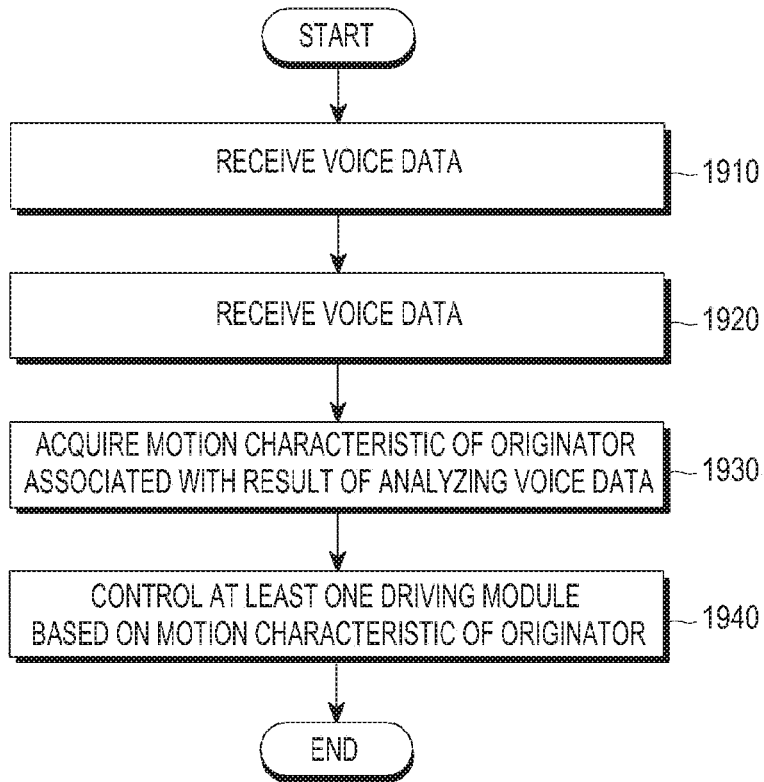 START
RECEIVE VOICE DATA
1910
RECEIVE VOICE DATA
1920
ACQUIRE MOTION CHARACTERISTIC OF ORIGINATOR
ASSOCIATED WITH RESULT OF ANALYZING VOICE DATA
1930
CONTROL AT LEAST ONE DRIVING MODULE
BASED ON MOTION CHARACTERISTIC OF ORIGINATOR
1940
END